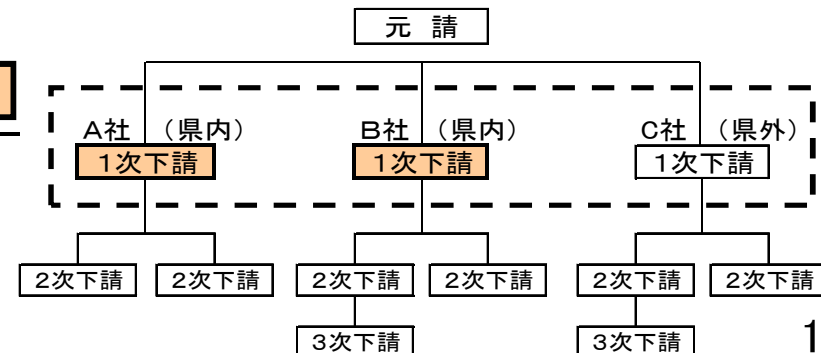 元 請
A社 （県内） B社 （県内） C社 （県外）
１次下請 １次下請 １次下請
２次下請 ２次下請 ２次下請 ２次下請 ２次下請 ２次下請
３次下請 ３次下請
1